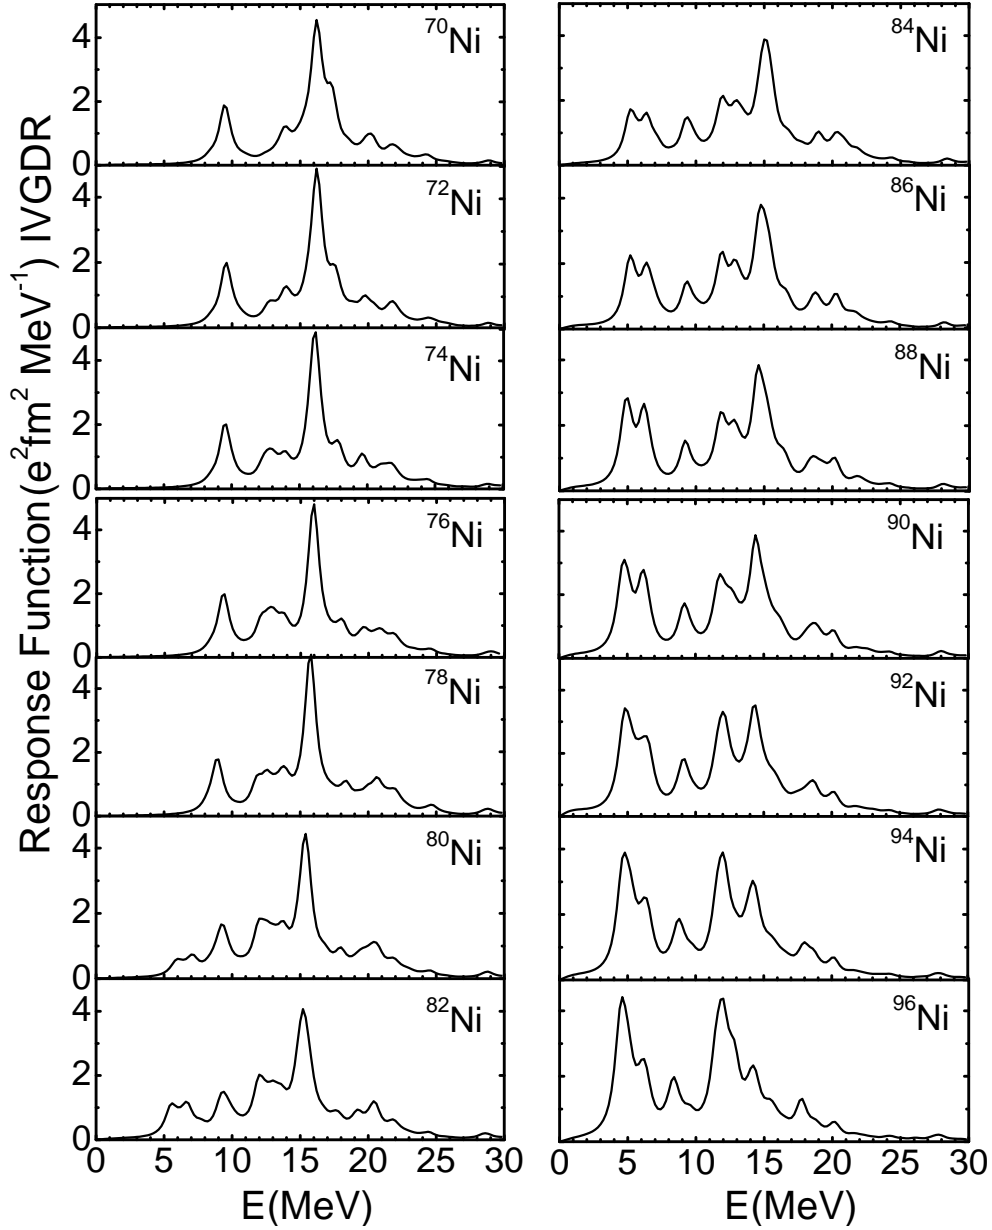 Response Function(e²fm² MeV⁻¹) IVGDR
4
2
0
⁷⁰Ni
4
2
0
⁷²Ni
4
2
0
⁷⁴Ni
4
2
0
⁷⁶Ni
4
2
0
⁷⁸Ni
4
2
0
⁸⁰Ni
4
2
0
⁸²Ni
0 5 10 15 20 25 30
E(MeV)
⁸⁴Ni
⁸⁶Ni
⁸⁸Ni
⁹⁰Ni
⁹²Ni
⁹⁴Ni
⁹⁶Ni
0 5 10 15 20 25 30
E(MeV)